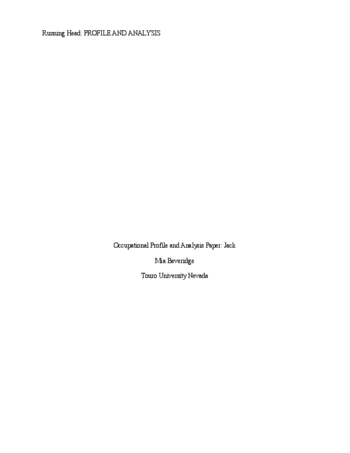 Running Head: PROFILE AND ANALYSIS
Occupational Profile and Analysis Paper: Jack
Mia Beveridge
Touro University Nevada